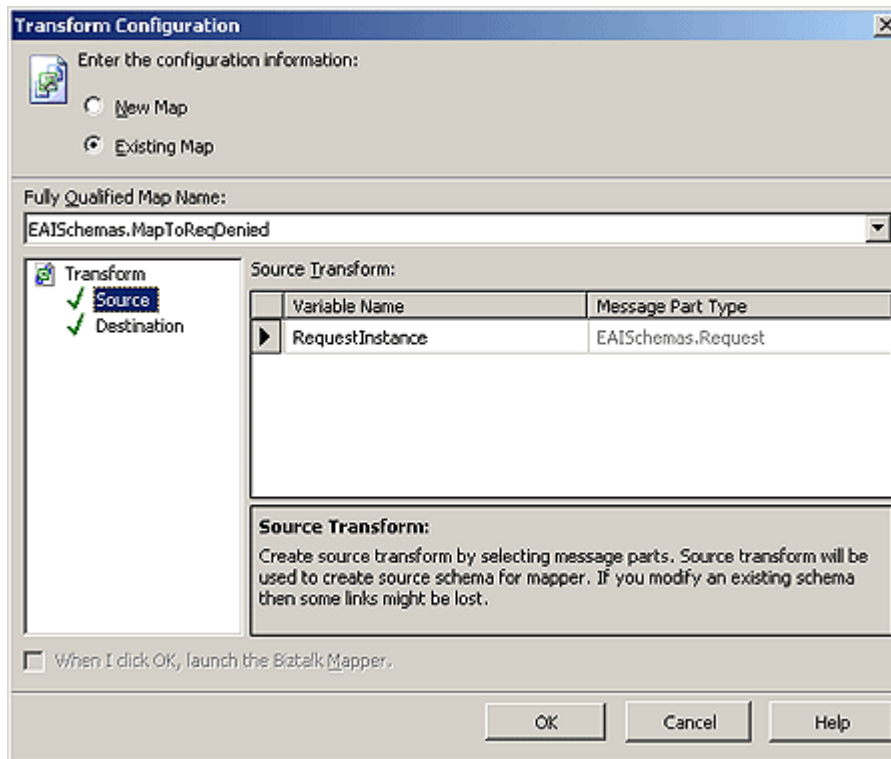 Transform Configuration
Enter the configuration information:
New Map
Existing Map
Fully Qualified Map Name:
EAISchemas.MapToReqDenied
Transform
Source
Destination
Source Transform:
Variable Name Message Part Type
RequestInstance EAISchemas.Request
Source Transform:
Create source transform by selecting message parts. Source transform will be
used to create source schema for mapper. If you modify an existing schema
then some links might be lost.
When I click OK, launch the Biztalk Mapper.
OK Cancel Help